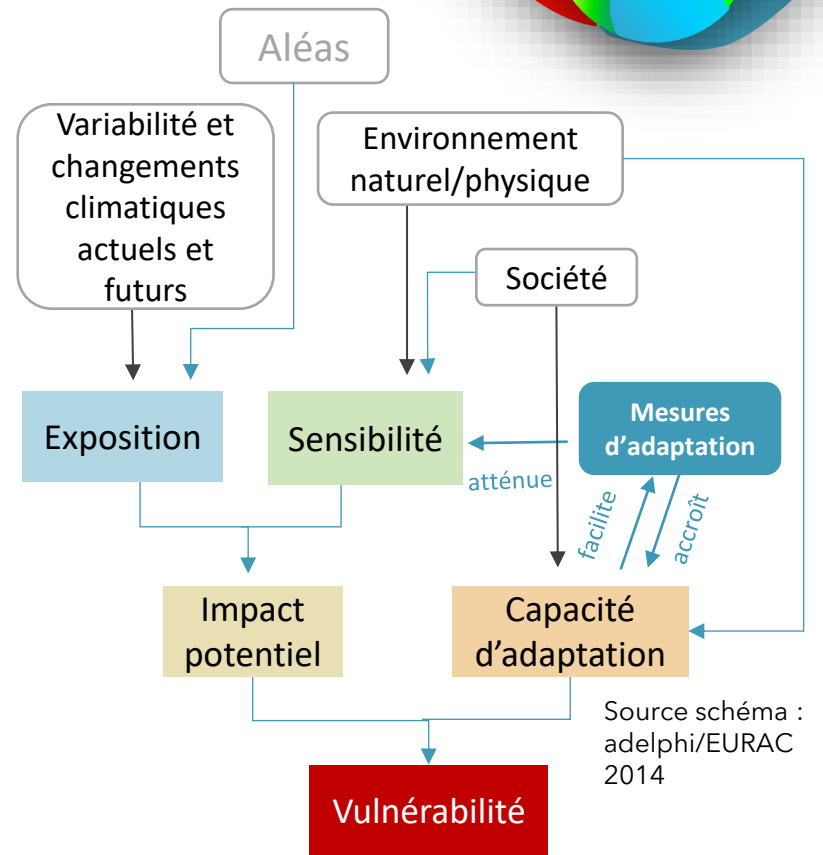 Aléas
Variabilité et
changements
climatiques
actuels et
futurs
Environnement
naturel/physique
Société
Exposition
Sensibilité
Mesures
d’adaptation
atténue
facilite
accroît
Impact
potentiel
Capacité
d’adaptation
Source schéma :
adelphi/EURAC
2014
Vulnérabilité